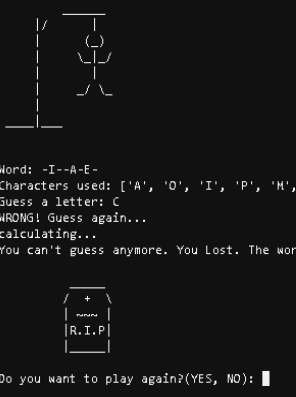 Word: -I--A-E-
Characters used: ['A', 'O', 'I', 'P', 'M',
Guess a letter: C
WRONG! Guess again...
calculating...
You can't guess anymore. You Lost. The
+
~~~
R.I.P
Do you want to play again?(YES, NO):